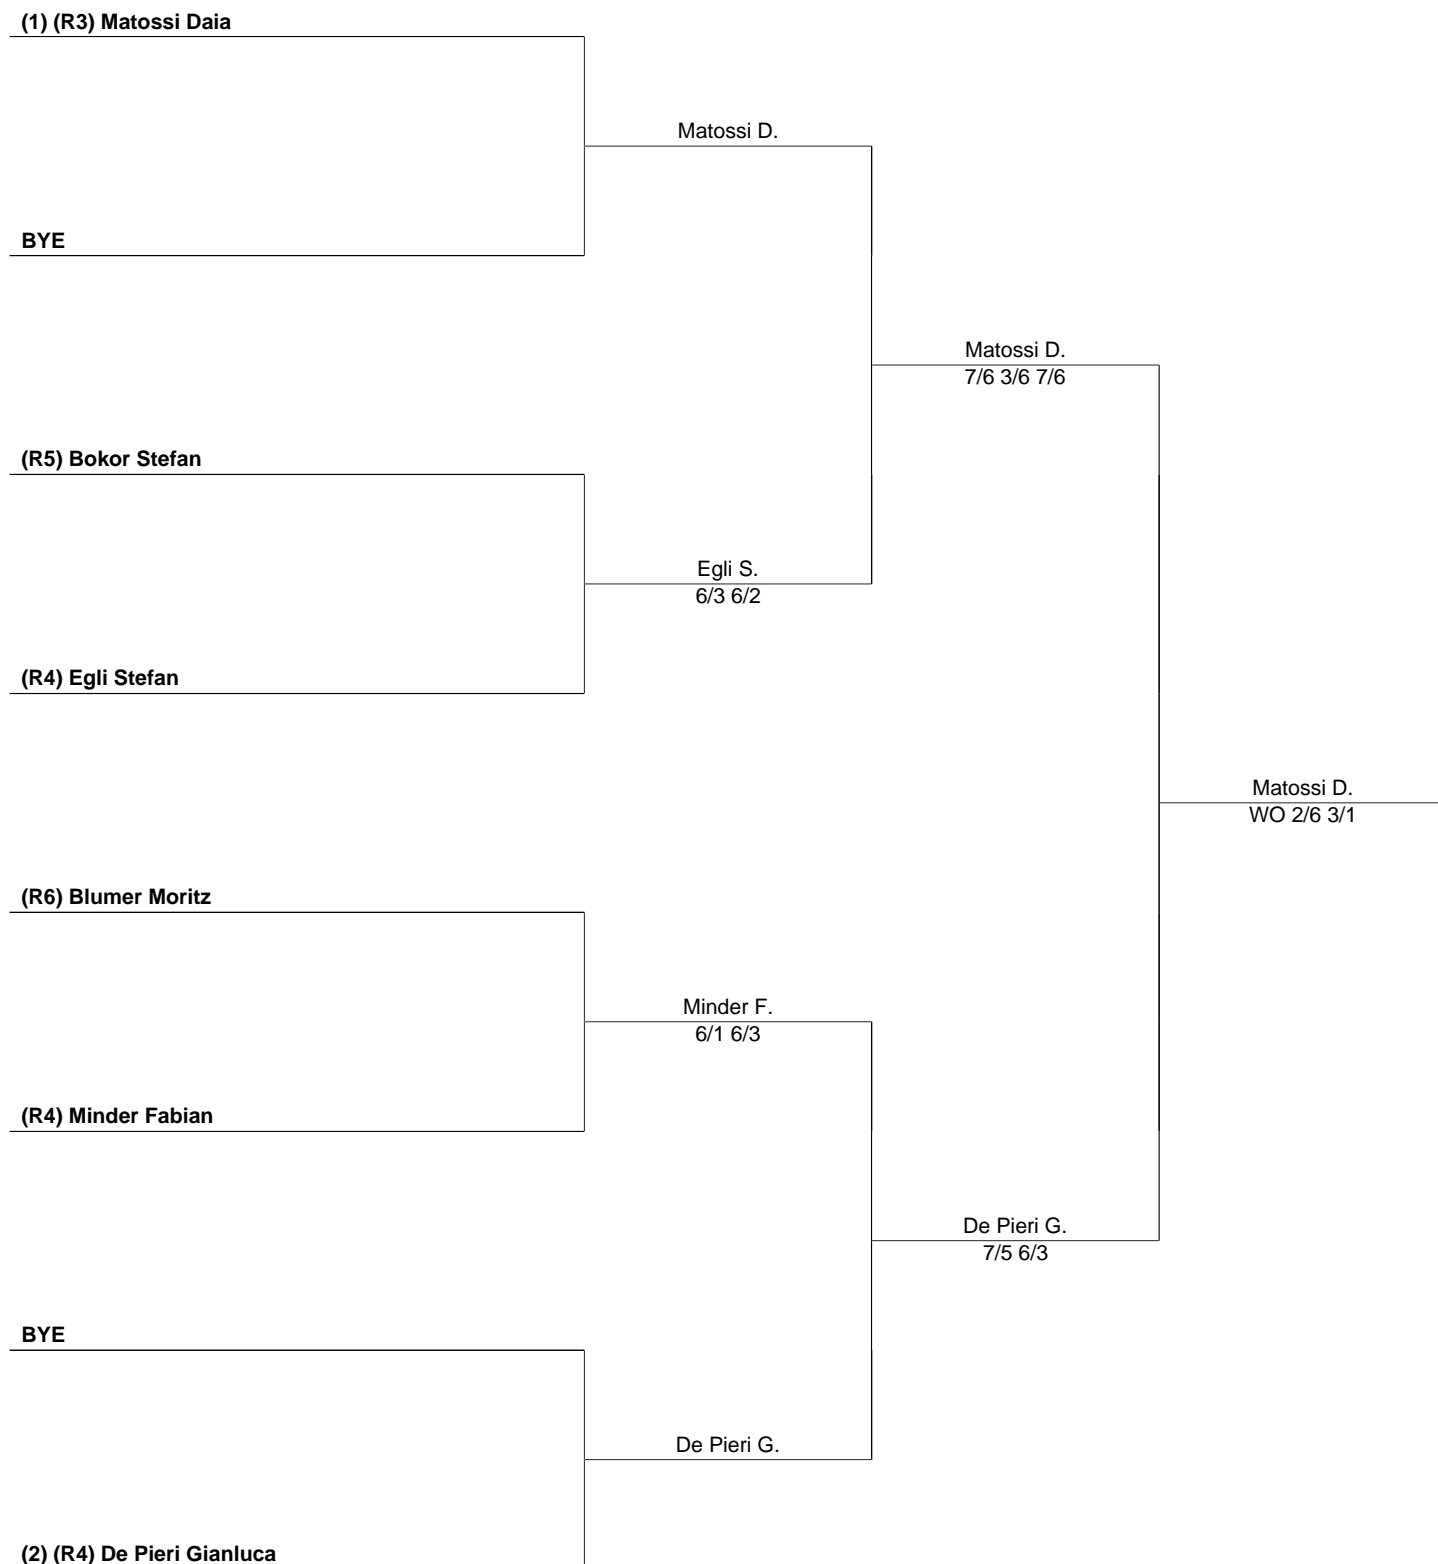 (1) (R3) Matossi Daia
Matossi D.
BYE
Matossi D.
7/6 3/6 7/6
(R5) Bokor Stefan
Egli S.
6/3 6/2
(R4) Egli Stefan
Matossi D.
WO 2/6 3/1
(R6) Blumer Moritz
Minder F.
6/1 6/3
(R4) Minder Fabian
De Pieri G.
7/5 6/3
BYE
De Pieri G.
(2) (R4) De Pieri Gianluca